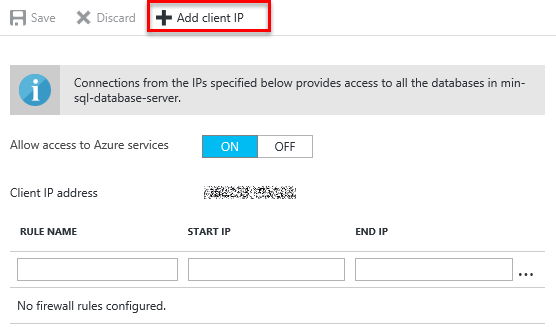 Save Discard Add client IP
Connections from the IPs specified below provides access to all the databases in min-
sql-database-server.
Allow access to Azure services ON OFF
Client IP address
RULE NAME START IP END IP
...
No firewall rules configured.